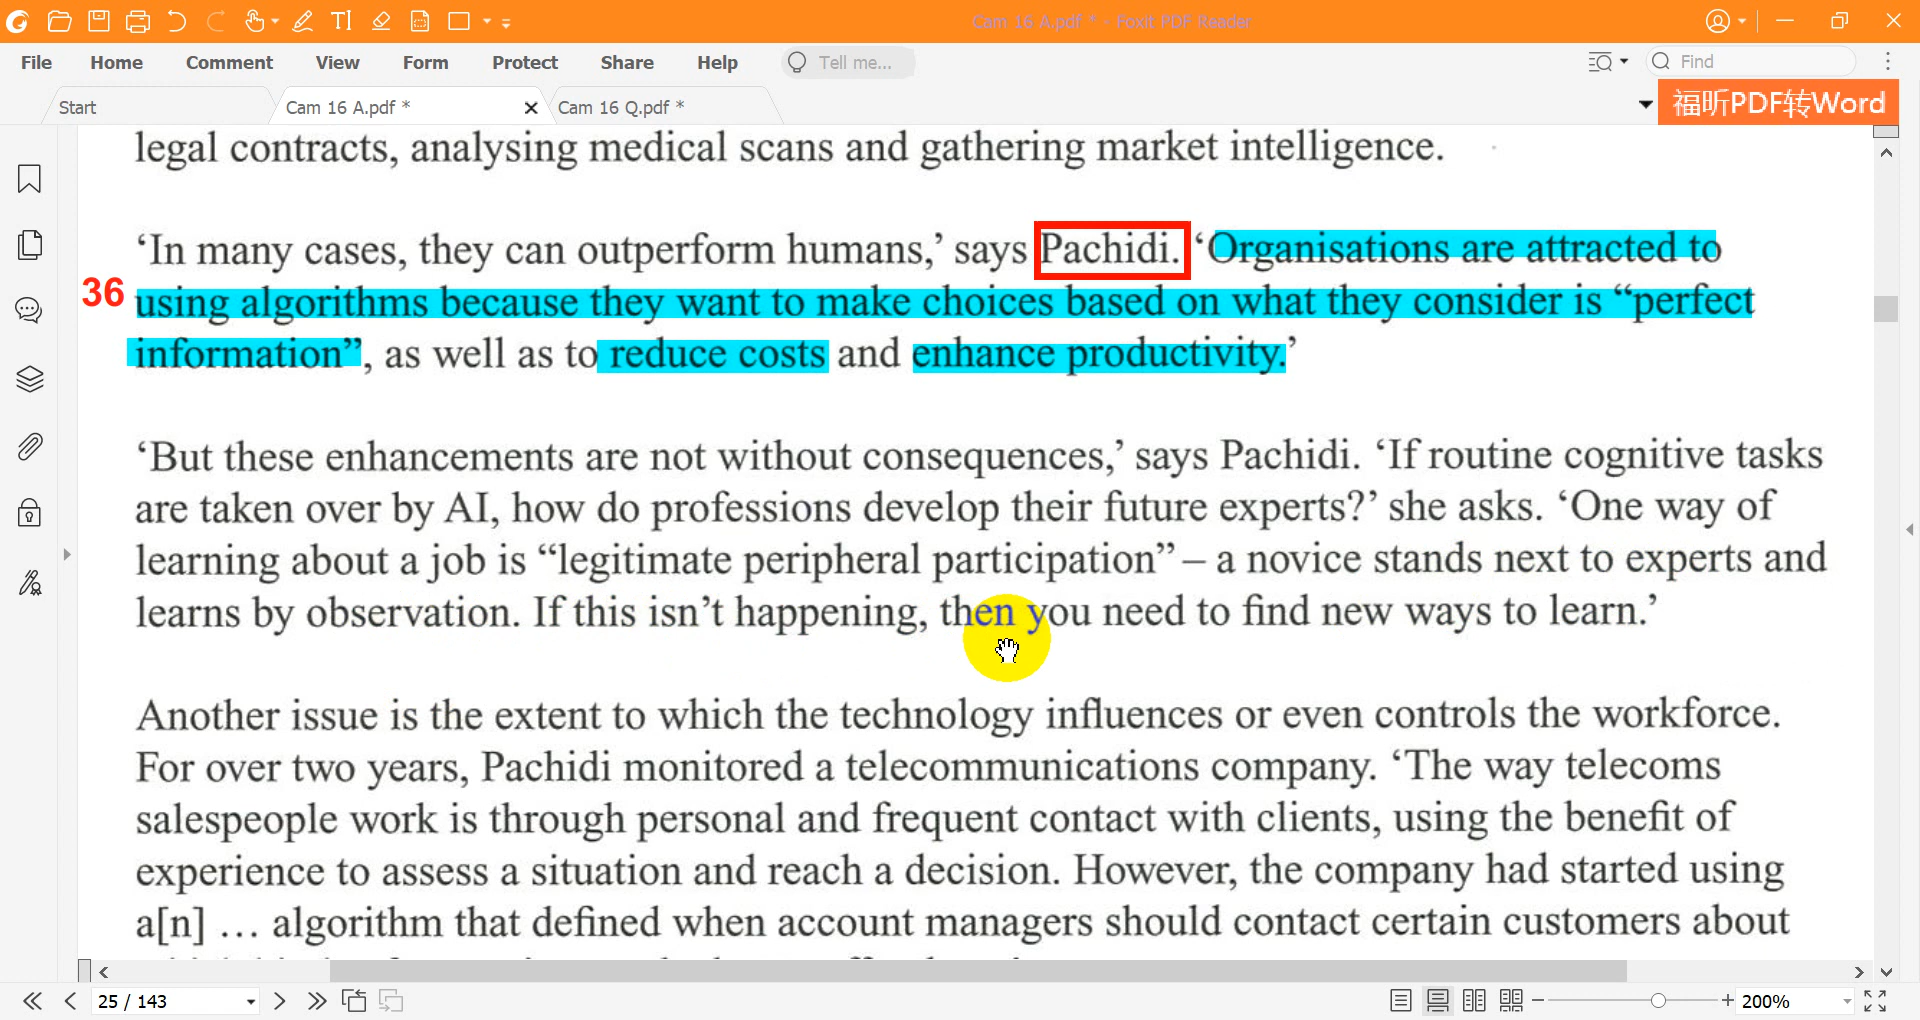 Cam 16 A.pdf * - Foxit PDF Reader
File Home Comment View Form Protect Share Help Tell me... Find
Start Cam 16 A.pdf * Cam 16 Q.pdf * 福昕PDF转Word
legal contracts, analysing medical scans and gathering market intelligence.
‘In many cases, they can outperform humans,’ says Pachidi. ‘Organisations are attracted to
36 using algorithms because they want to make choices based on what they consider is “perfect
information”, as well as to reduce costs and enhance productivity.’
‘But these enhancements are not without consequences,’ says Pachidi. ‘If routine cognitive tasks
are taken over by AI, how do professions develop their future experts?’ she asks. ‘One way of
learning about a job is “legitimate peripheral participation” – a novice stands next to experts and
learns by observation. If this isn’t happening, then you need to find new ways to learn.’
Another issue is the extent to which the technology influences or even controls the workforce.
For over two years, Pachidi monitored a telecommunications company. ‘The way telecoms
salespeople work is through personal and frequent contact with clients, using the benefit of
experience to assess a situation and reach a decision. However, the company had started using
a[n] … algorithm that defined when account managers should contact certain customers about
25 / 143 200%